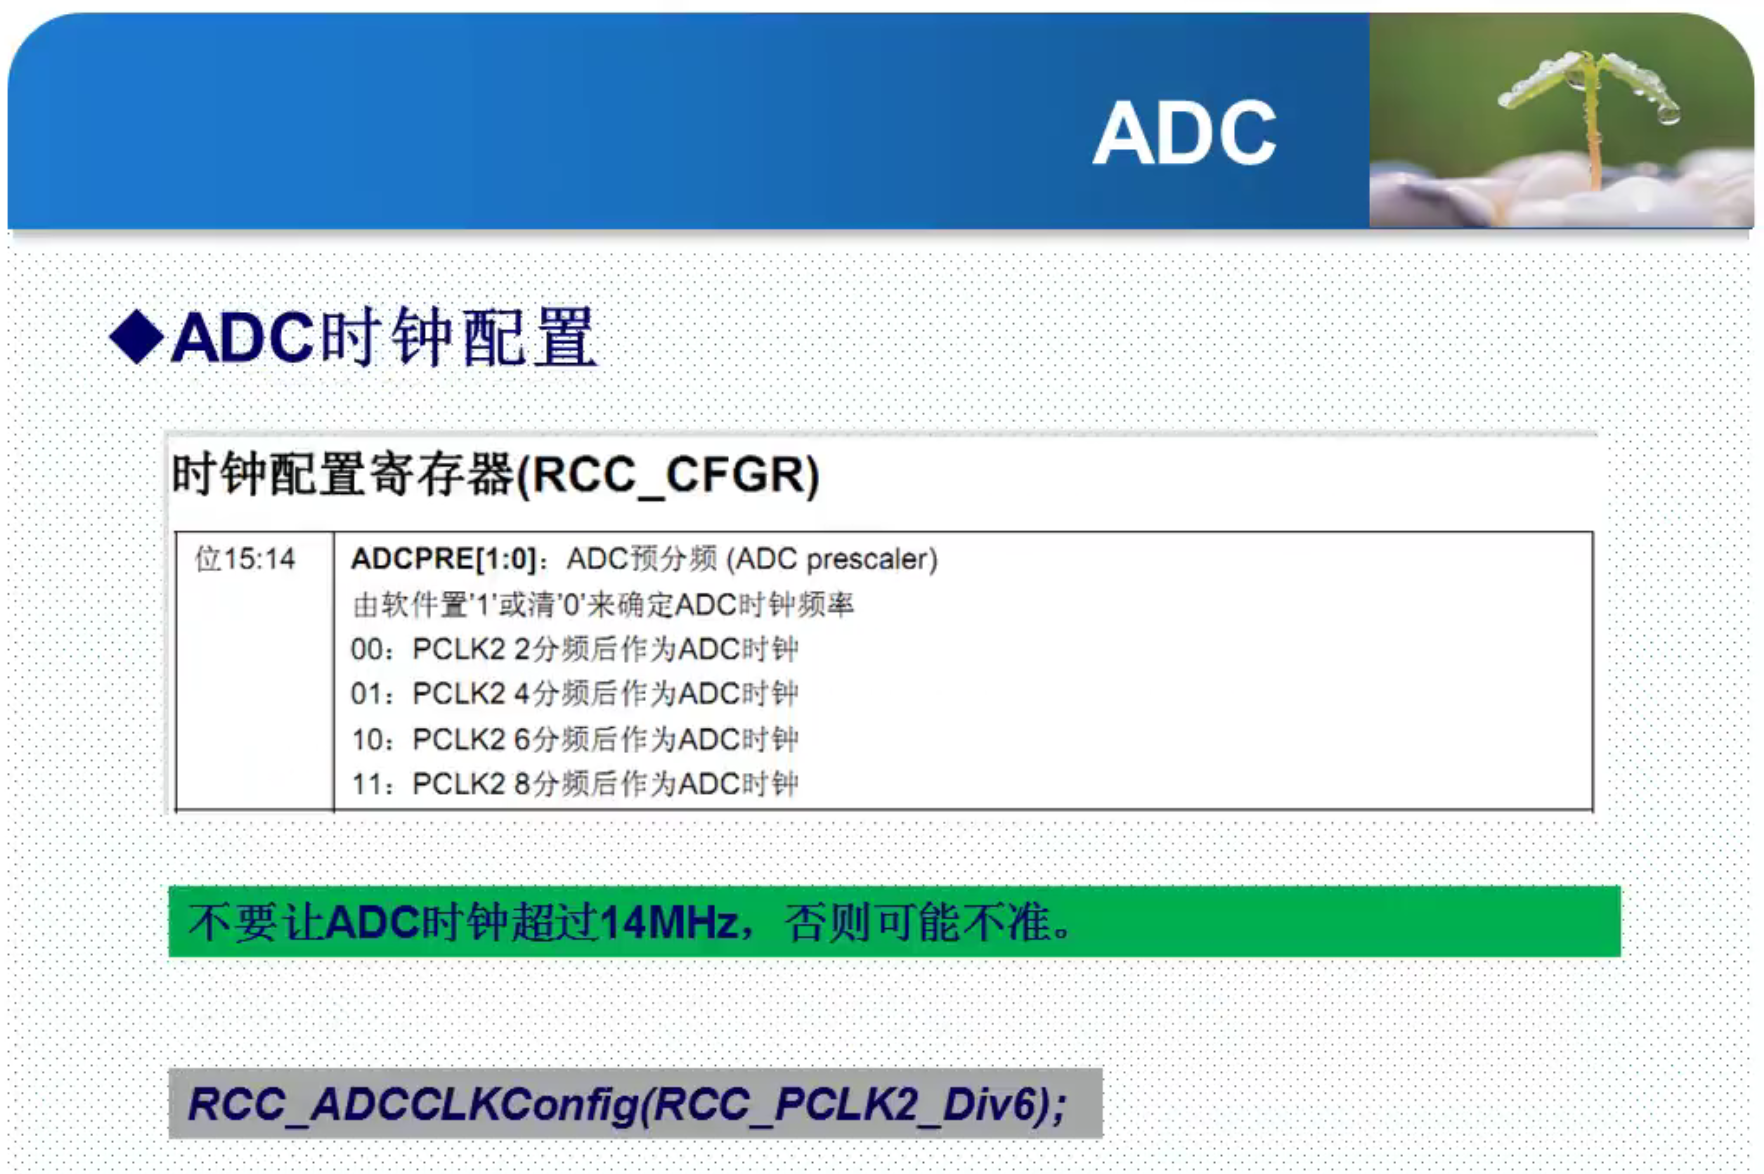 ADC
◆ADC时钟配置
时钟配置寄存器(RCC_CFGR)
位15:14
ADCPRE[1:0]：ADC预分频 (ADC prescaler)
由软件置'1'或清'0'来确定ADC时钟频率
00：PCLK2 2分频后作为ADC时钟
01：PCLK2 4分频后作为ADC时钟
10：PCLK2 6分频后作为ADC时钟
11：PCLK2 8分频后作为ADC时钟
不要让ADC时钟超过14MHz，否则可能不准。
RCC_ADCCLKConfig(RCC_PCLK2_Div6);